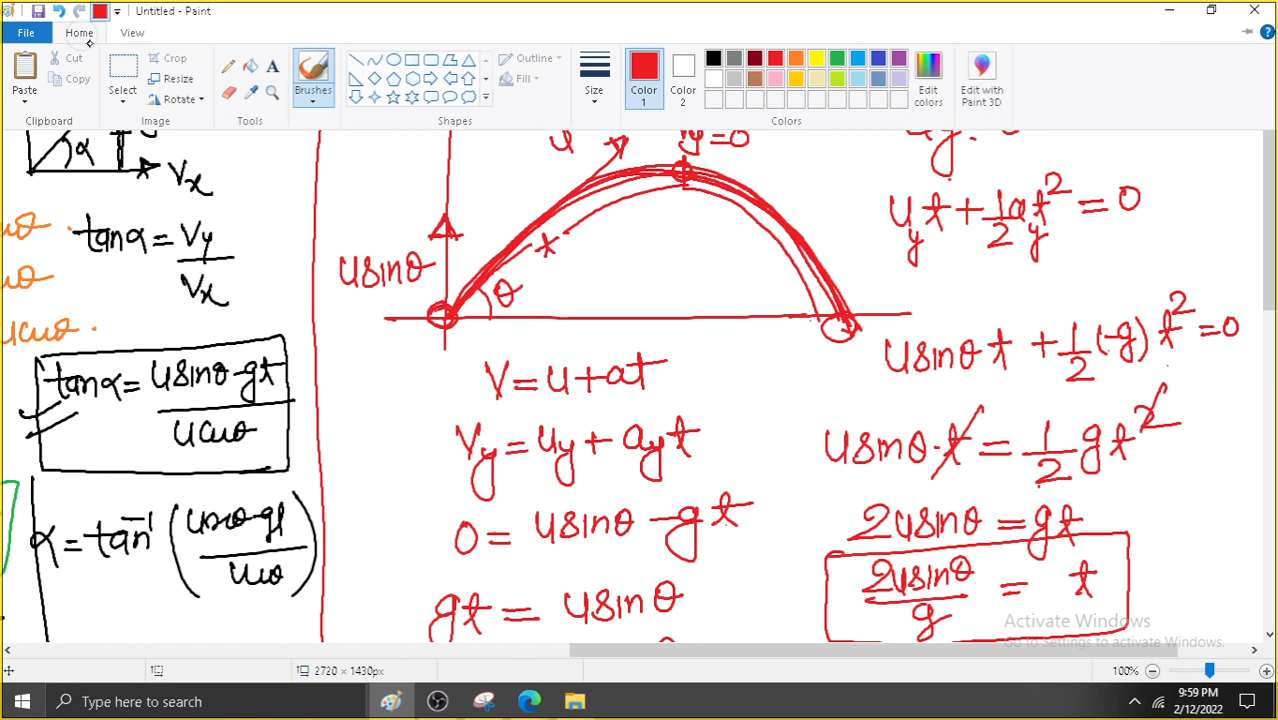 Untitled - Paint
File
Home
View
Paste
Cut
Copy
Clipboard
Select
Crop
Resize
Rotate
Image
Tools
Brushes
Shapes
Outline
Fill
Size
Color 1
Color 2
Colors
Edit colors
Edit with Paint 3D
α
Vx
tanα = Vy / Vx
tanα = usinθ-gt / ucosθ
α = tan⁻¹ (usinθ-gt / ucosθ)
u
Vy=0
usinθ
θ
V = u+at
Vy = uy + ayt
0 = usinθ - gt
gt = usinθ
uyt + 1/2 ayt² = 0
usinθ t + 1/2 (-g) t² = 0
usinθ·t = 1/2 gt²
2usinθ = gt
2usinθ / g = t
Activate Windows
Go to Settings to activate Windows.
2720 × 1430px
100%
Type here to search
9:59 PM
2/12/2022